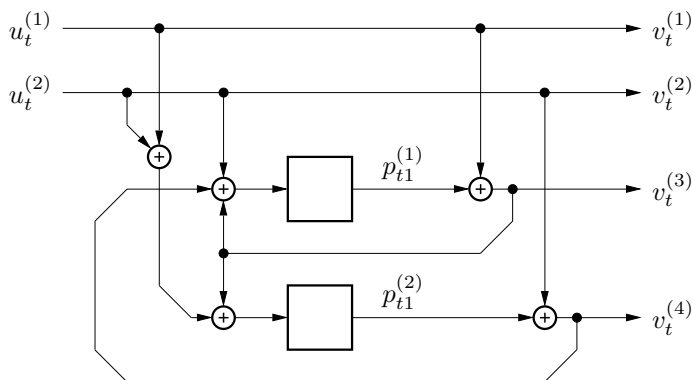 u_t^{(1)} v_t^{(1)}
u_t^{(2)} v_t^{(2)}
+
p_{t1}^{(1)}
+ + v_t^{(3)}
p_{t1}^{(2)}
+ + v_t^{(4)}